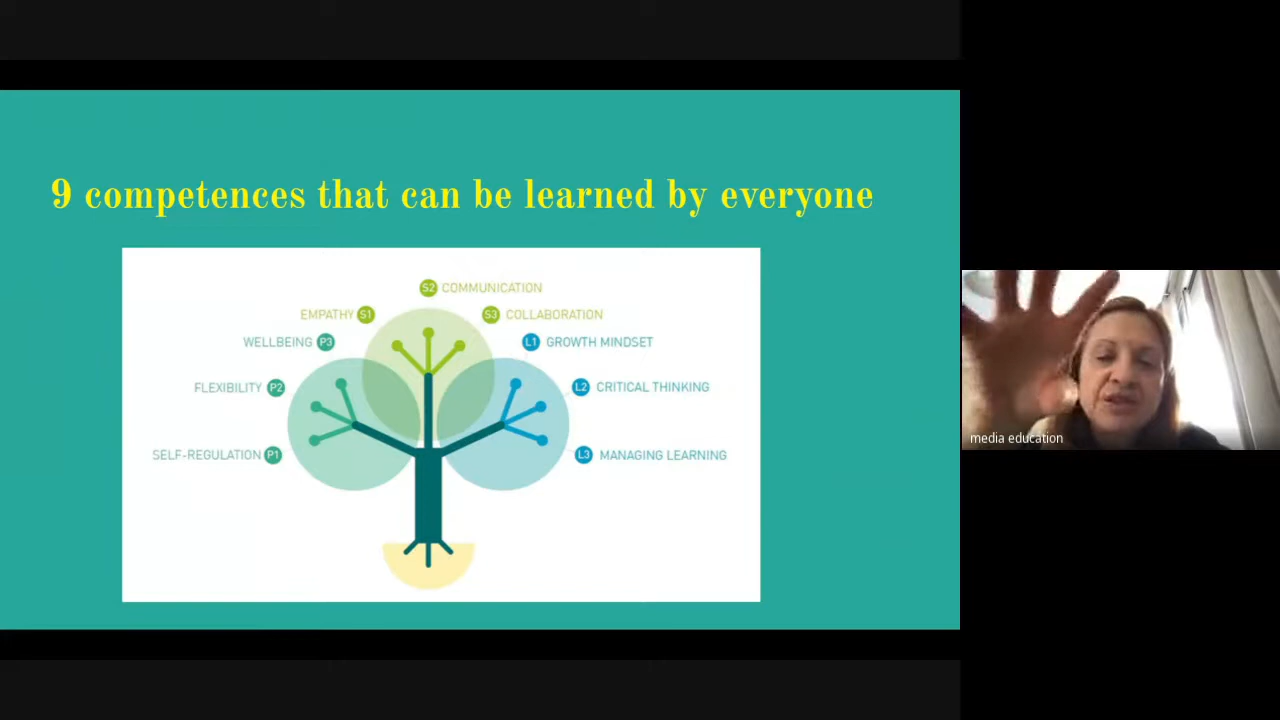 9 competences that can be learned by everyone
S2 COMMUNICATION
EMPATHY S1
S3 COLLABORATION
WELLBEING P3
L1 GROWTH MINDSET
FLEXIBILITY P2
L2 CRITICAL THINKING
SELF-REGULATION P1
L3 MANAGING LEARNING
media education